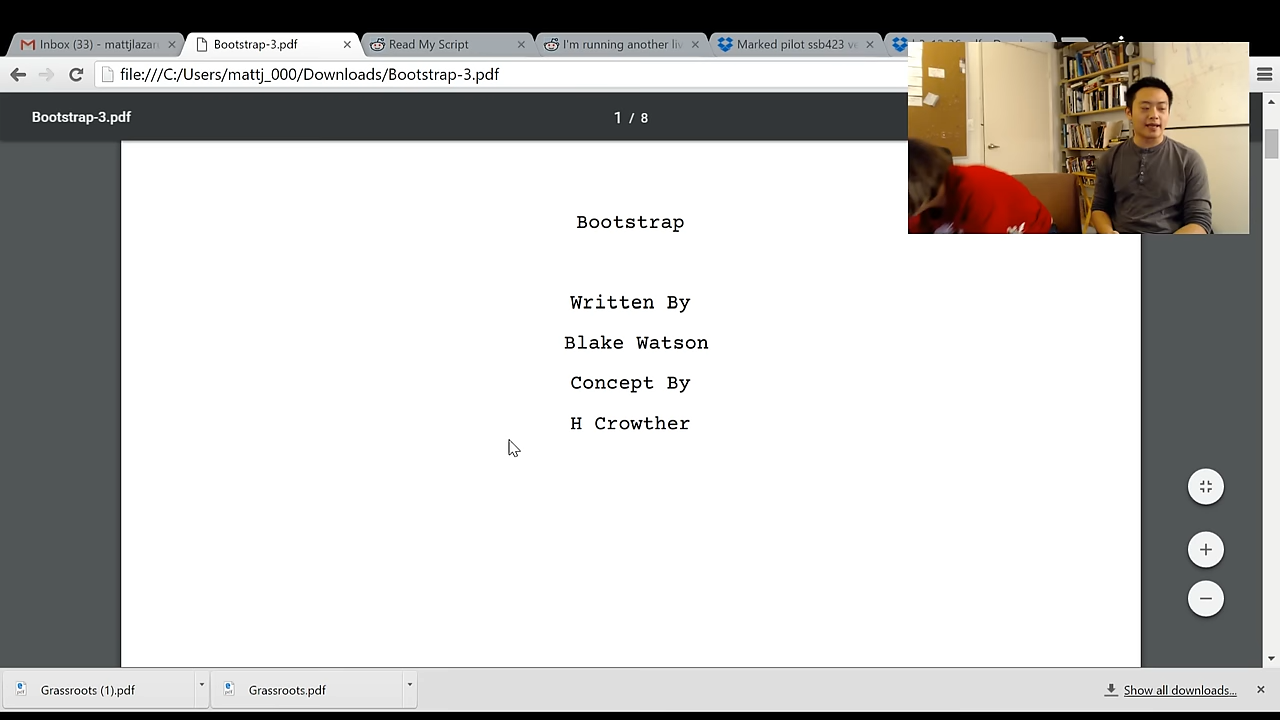 Inbox (33) - mattjlazar
Bootstrap-3.pdf
Read My Script
I'm running another li
Marked pilot ssb423 ve
file:///C:/Users/mattj_000/Downloads/Bootstrap-3.pdf
Bootstrap-3.pdf
1 / 8
Bootstrap
Written By
Blake Watson
Concept By
H Crowther
Grassroots (1).pdf
Grassroots.pdf
Show all downloads...